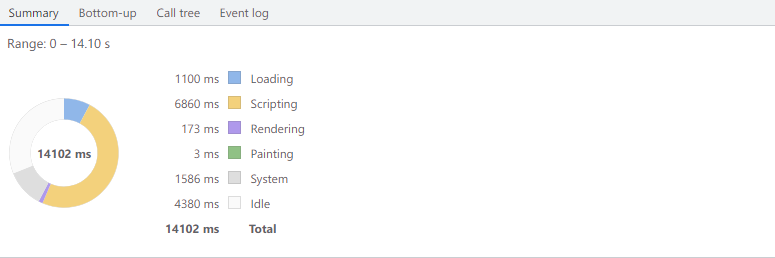 Summary Bottom-up Call tree Event log
Range: 0 – 14.10 s
1100 ms Loading
6860 ms Scripting
173 ms Rendering
14102 ms
3 ms Painting
1586 ms System
4380 ms Idle
14102 ms Total